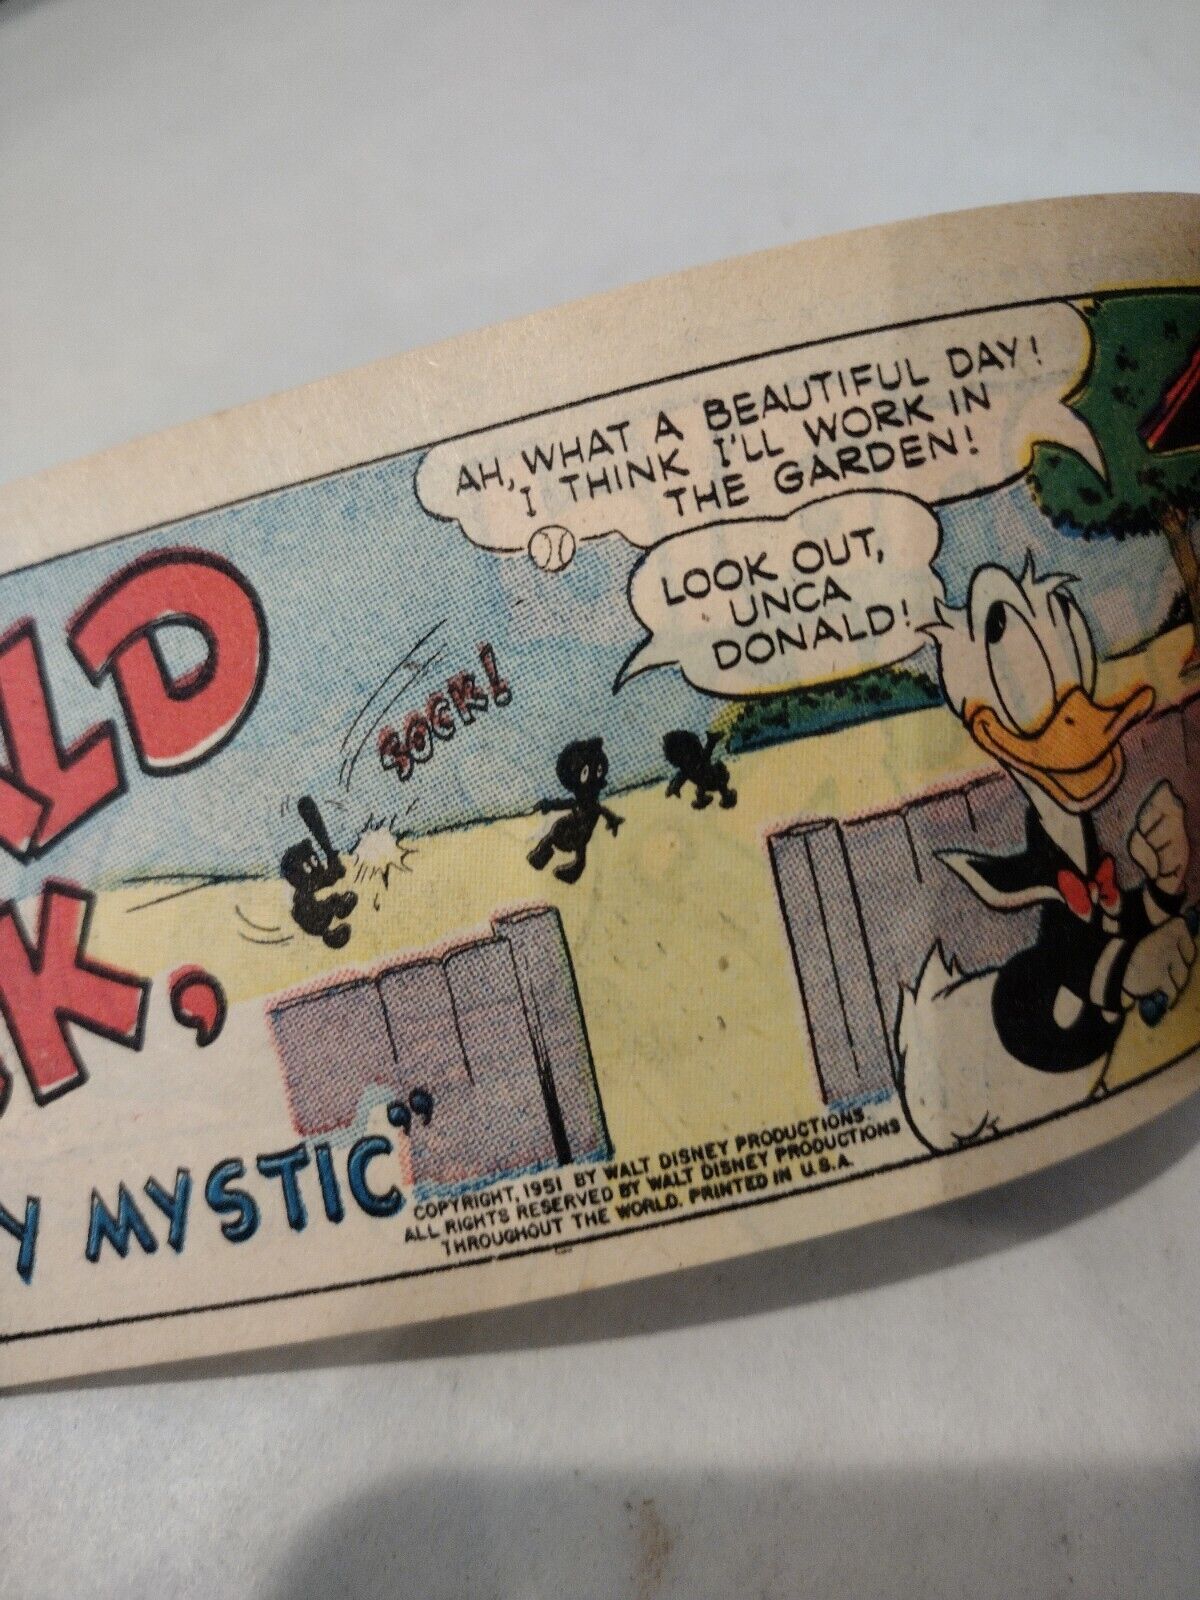 AH, WHAT A BEAUTIFUL DAY!
I THINK I'LL WORK IN
THE GARDEN!
LOOK OUT,
UNCA
DONALD!
SOCK!
ALD
K,
Y MYSTIC"
COPYRIGHT, 1951 BY WALT DISNEY PRODUCTIONS.
ALL RIGHTS RESERVED BY WALT DISNEY PRODUCTIONS
THROUGHOUT THE WORLD. PRINTED IN U.S.A.